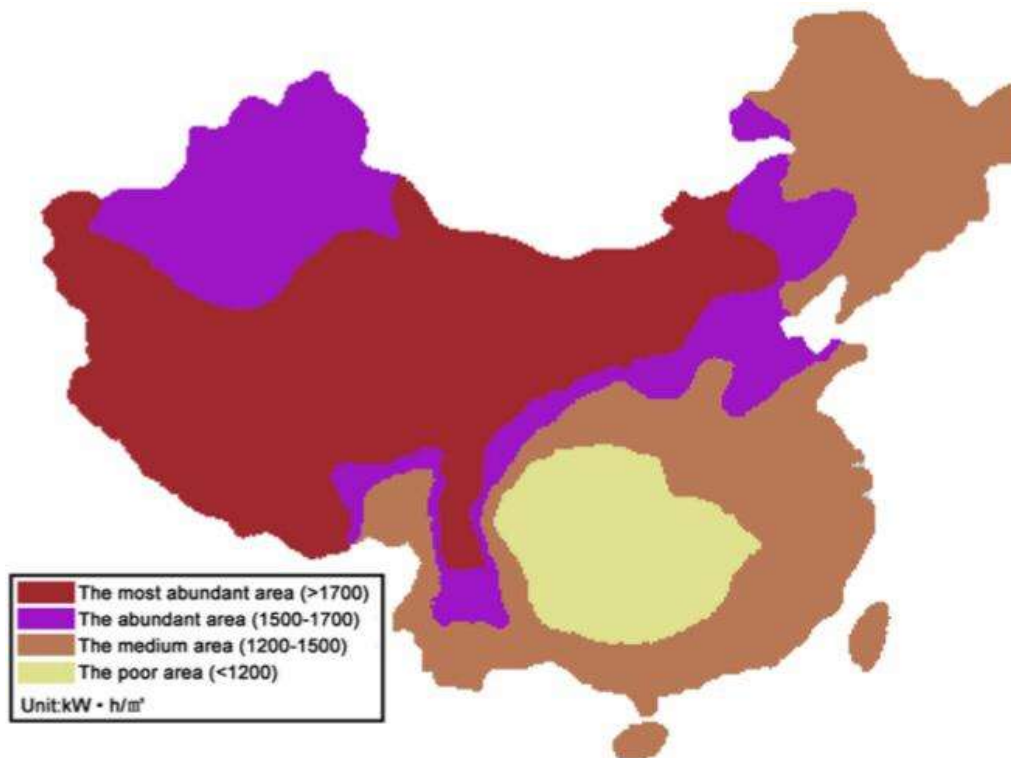 The most abundant area (>1700)
The abundant area (1500-1700)
The medium area (1200-1500)
The poor area (<1200)
Unit:kW・h/㎡